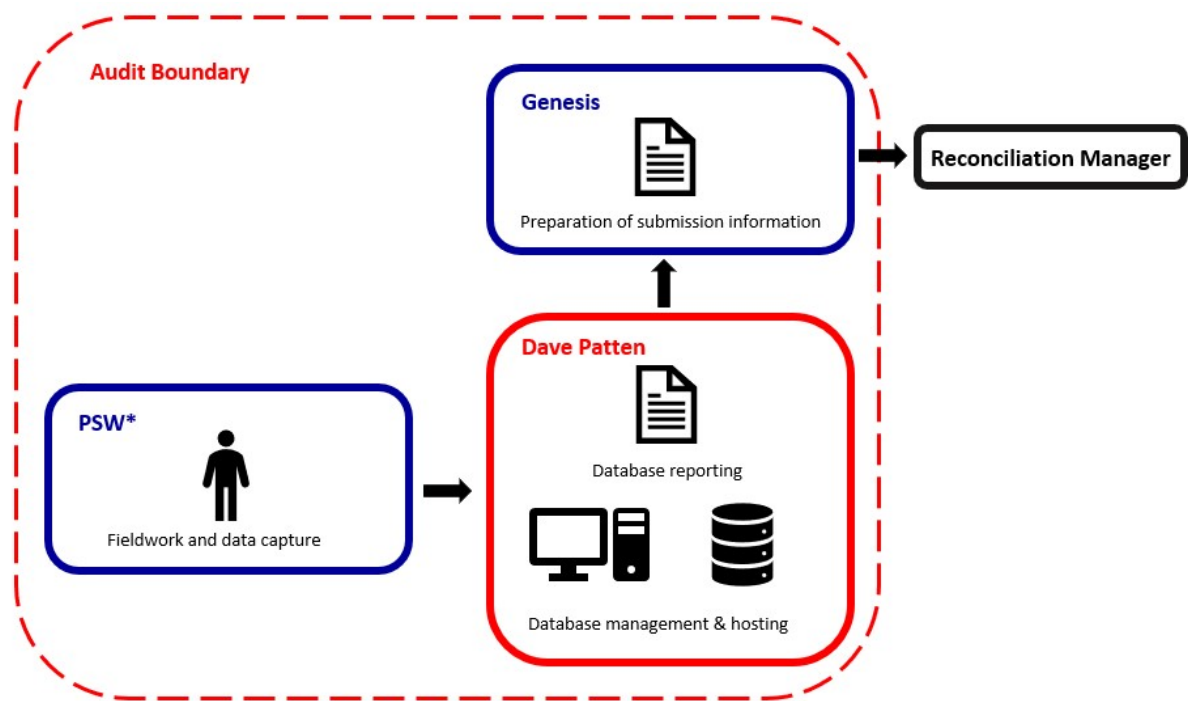 Audit Boundary
Genesis
Preparation of submission information
Reconciliation Manager
Dave Patten
Database reporting
PSW*
Fieldwork and data capture
Database management & hosting